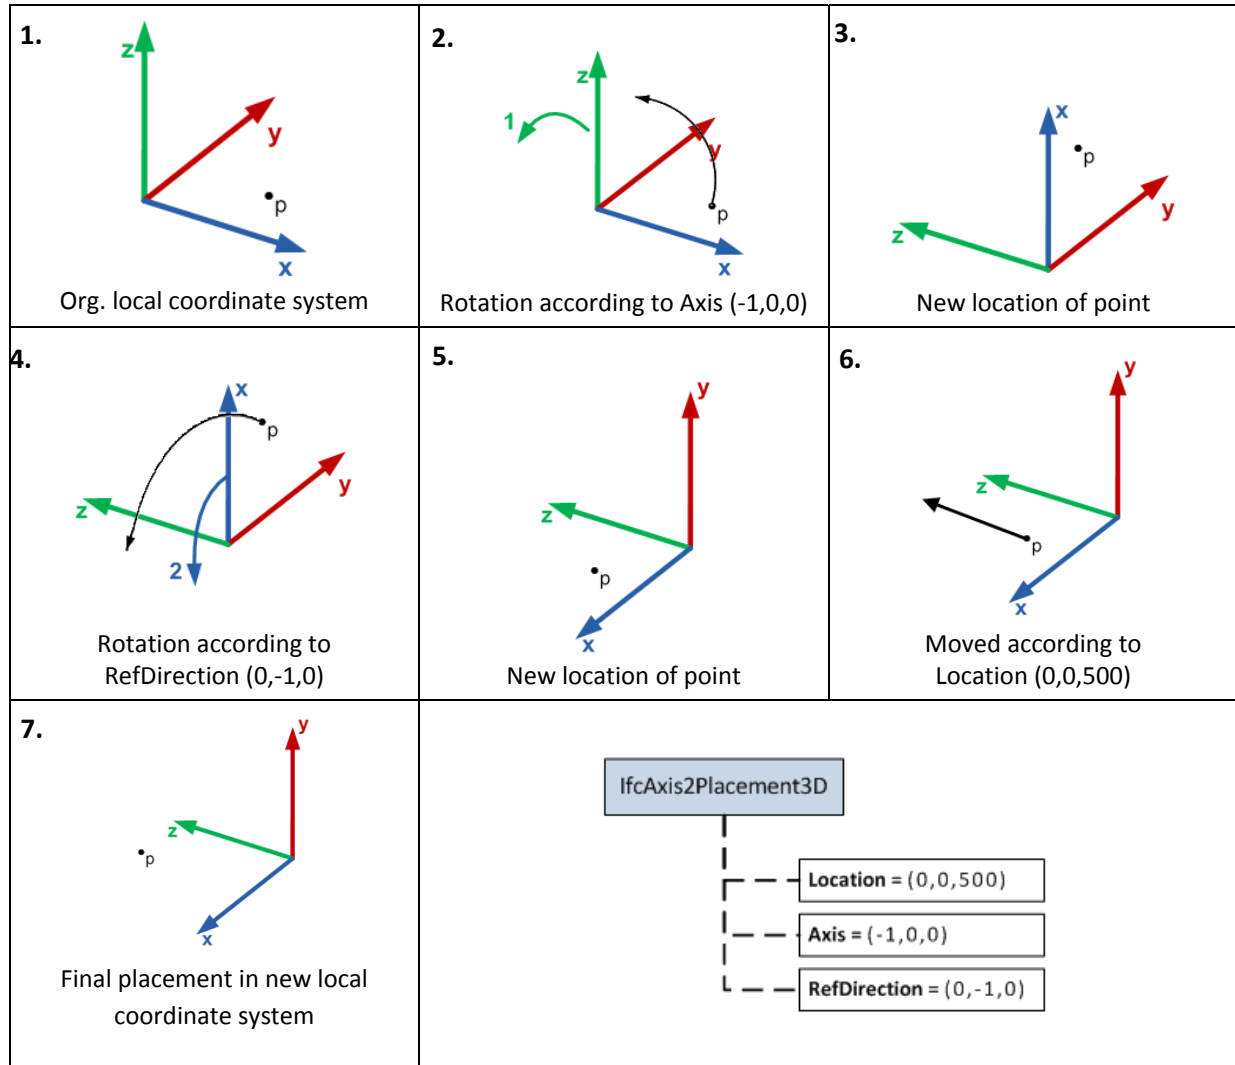 1.
z
y
p
x
Org. local coordinate system
2.
z
1
y
p
x
Rotation according to Axis (-1,0,0)
3.
x
p
z
y
New location of point
4.
x
p
z
y
2
Rotation according to
RefDirection (0,-1,0)
5.
y
z
p
x
New location of point
6.
y
z
p
x
Moved according to
Location (0,0,500)
7.
y
z
p
x
Final placement in new local
coordinate system
IfcAxis2Placement3D
Location = (0,0,500)
Axis = (-1,0,0)
RefDirection = (0,-1,0)